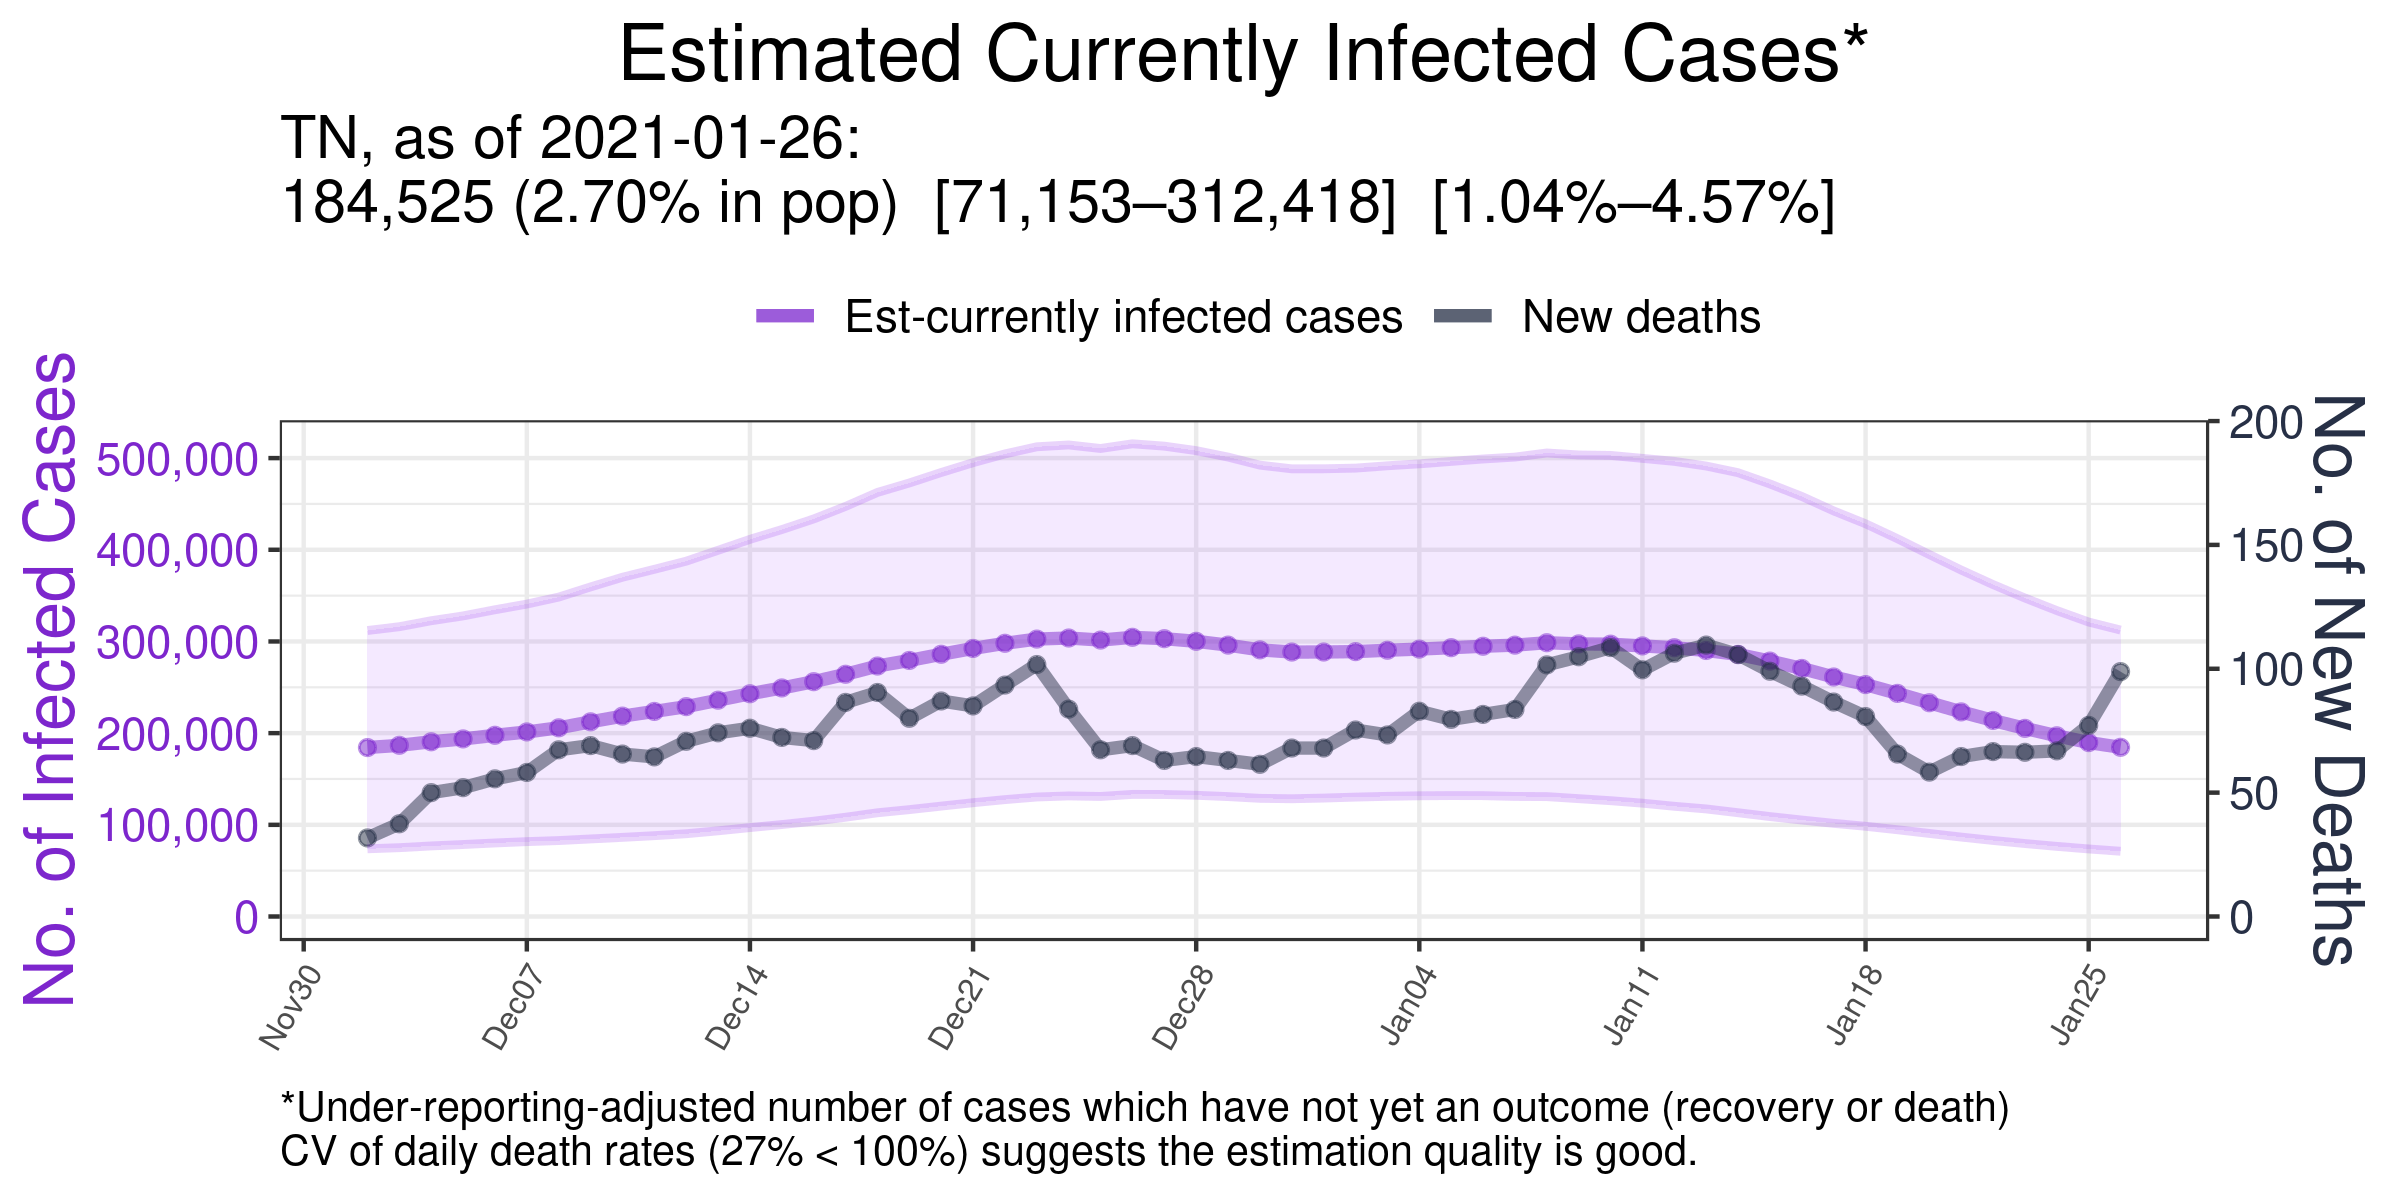 Estimated Currently Infected Cases*
TN, as of 2021-01-26:
184,525 (2.70% in pop) [71,153–312,418] [1.04%–4.57%]
Est-currently infected cases
New deaths
No. of Infected Cases
500,000
400,000
300,000
200,000
100,000
0
200
150
100
50
0
No. of New Deaths
Nov30
Dec07
Dec14
Dec21
Dec28
Jan04
Jan11
Jan18
Jan25
*Under-reporting-adjusted number of cases which have not yet an outcome (recovery or death)
CV of daily death rates (27% < 100%) suggests the estimation quality is good.